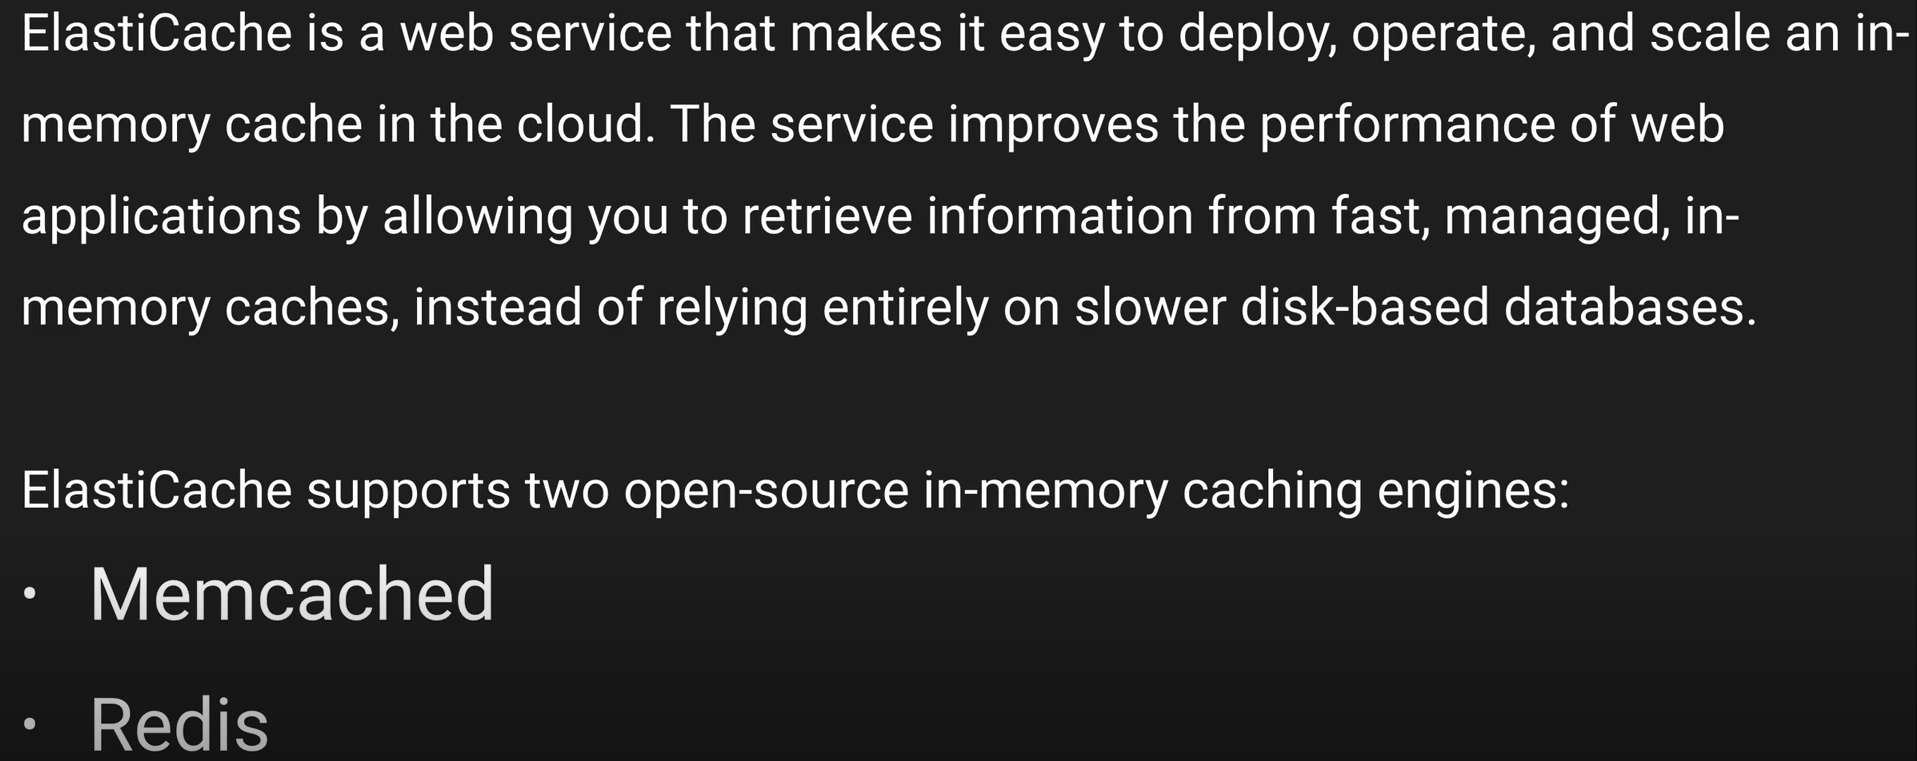 ElastiCache is a web service that makes it easy to deploy, operate, and scale an in-
memory cache in the cloud. The service improves the performance of web
applications by allowing you to retrieve information from fast, managed, in-
memory caches, instead of relying entirely on slower disk-based databases.
ElastiCache supports two open-source in-memory caching engines:
• Memcached
• Redis